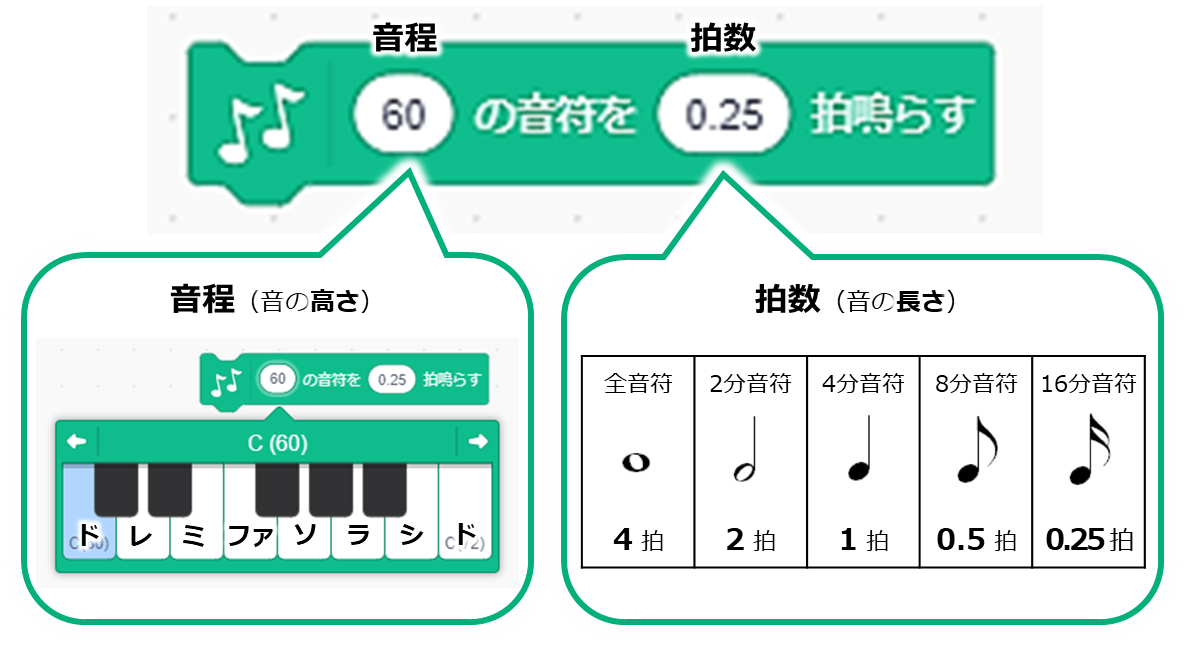 音程 拍数
60 の音符を 0.25 拍鳴らす
音程（音の高さ）
60 の音符を 0.25 拍鳴らす
C (60)
ド レ ミ ファ ソ ラ シ ド
拍数（音の長さ）
全音符 2分音符 4分音符 8分音符 16分音符
4 拍 2 拍 1 拍 0.5 拍 0.25 拍